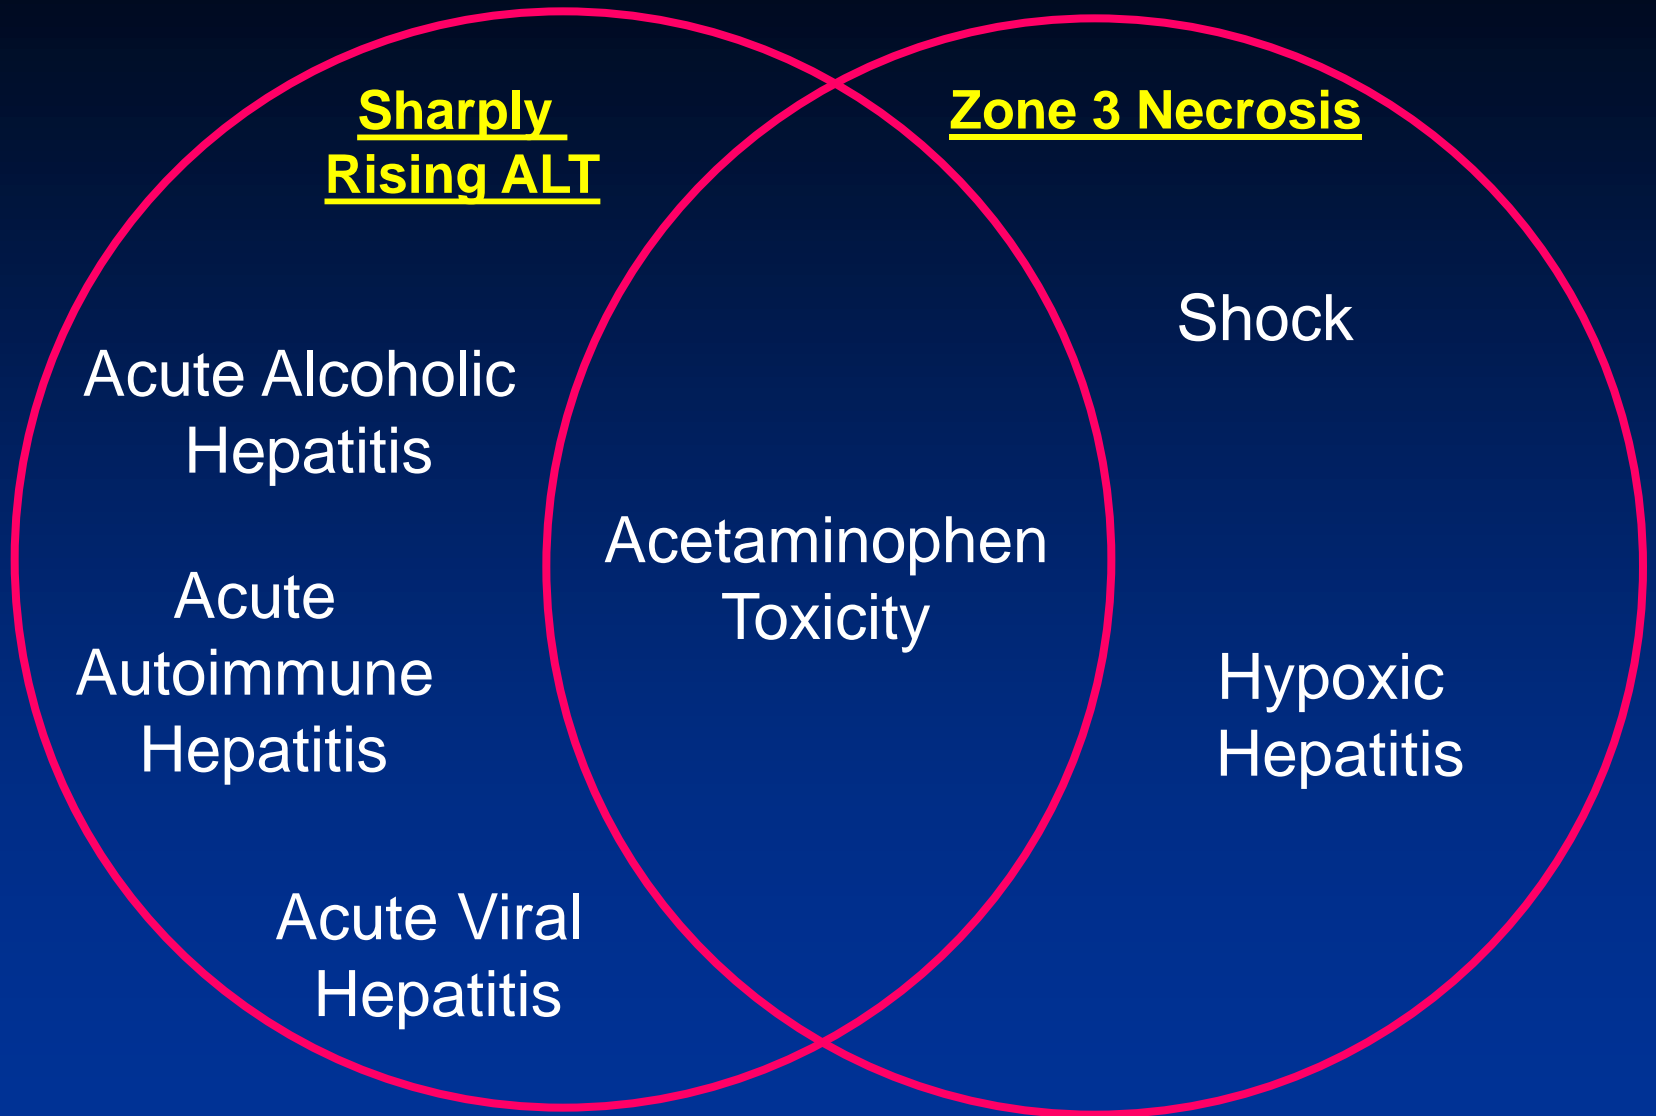 Sharply
Rising ALT
Zone 3 Necrosis
Acute Alcoholic
Hepatitis
Acute
Autoimmune
Hepatitis
Acute Viral
Hepatitis
Acetaminophen
Toxicity
Shock
Hypoxic
Hepatitis